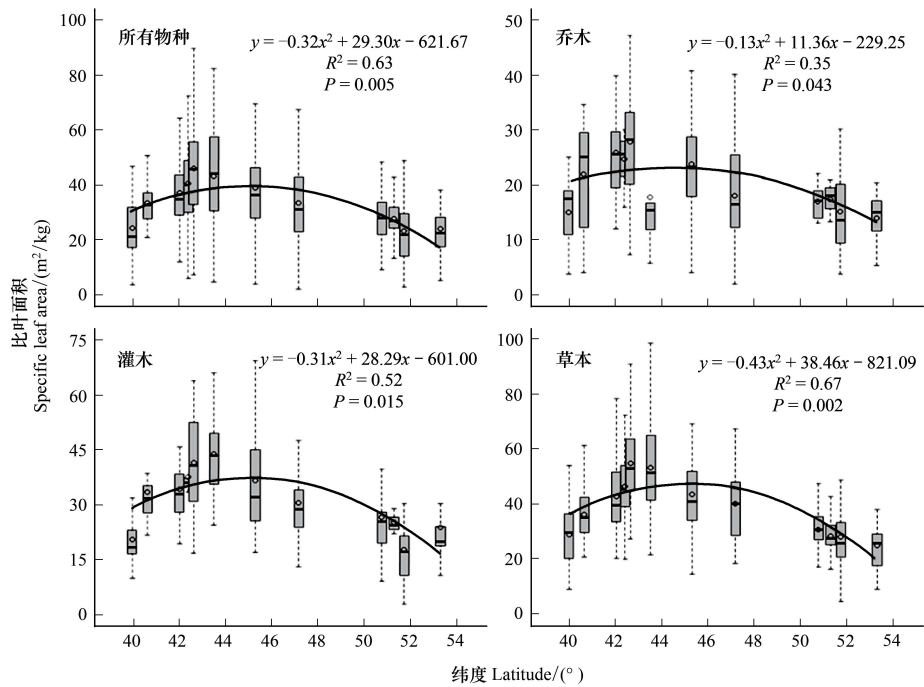 所有物种
y = −0.32x² + 29.30x − 621.67
R² = 0.63
P = 0.005
100
80
60
40
20
0
乔木
y = −0.13x² + 11.36x − 229.25
R² = 0.35
P = 0.043
50
40
30
20
10
0
比叶面积
Specific leaf area/(m²/kg)
灌木
y = −0.31x² + 28.29x − 601.00
R² = 0.52
P = 0.015
75
60
45
30
15
0
40 42 44 46 48 50 52 54
草本
y = −0.43x² + 38.46x − 821.09
R² = 0.67
P = 0.002
100
80
60
40
20
0
40 42 44 46 48 50 52 54
纬度 Latitude/(°)